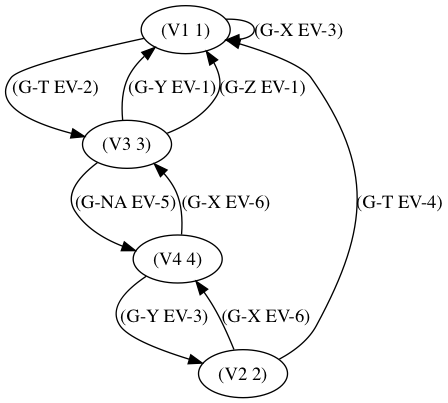 (V1 1)
(G-X EV-3)
(G-T EV-2)
(G-Y EV-1)
(G-Z EV-1)
(V3 3)
(G-NA EV-5)
(G-X EV-6)
(G-T EV-4)
(V4 4)
(G-Y EV-3)
(G-X EV-6)
(V2 2)